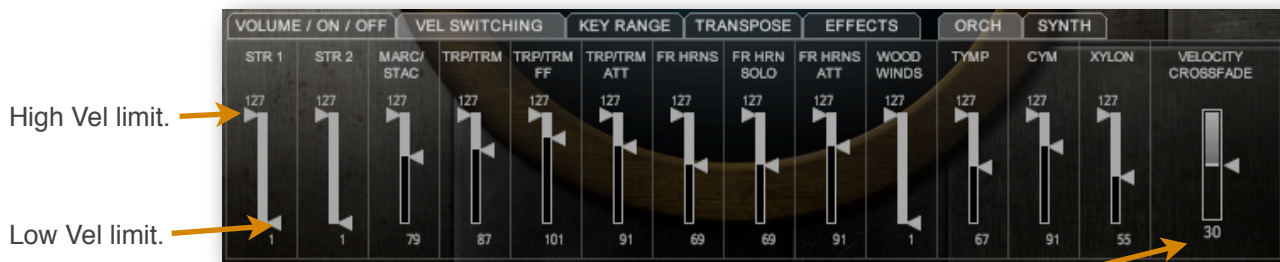 VOLUME / ON / OFF VEL SWITCHING KEY RANGE TRANSPOSE EFFECTS ORCH SYNTH
STR 1 STR 2 MARC/ STAC TRP/TRM TRP/TRM FF TRP/TRM ATT FR HRNS FR HRN SOLO FR HRNS ATT WOOD WINDS TYMP CYM XYLON VELOCITY CROSSFADE
High Vel limit.
127 127 127 127 127 127 127 127 127 127 127 127 127
Low Vel limit.
1 1 79 87 101 91 69 69 91 1 67 91 55 30